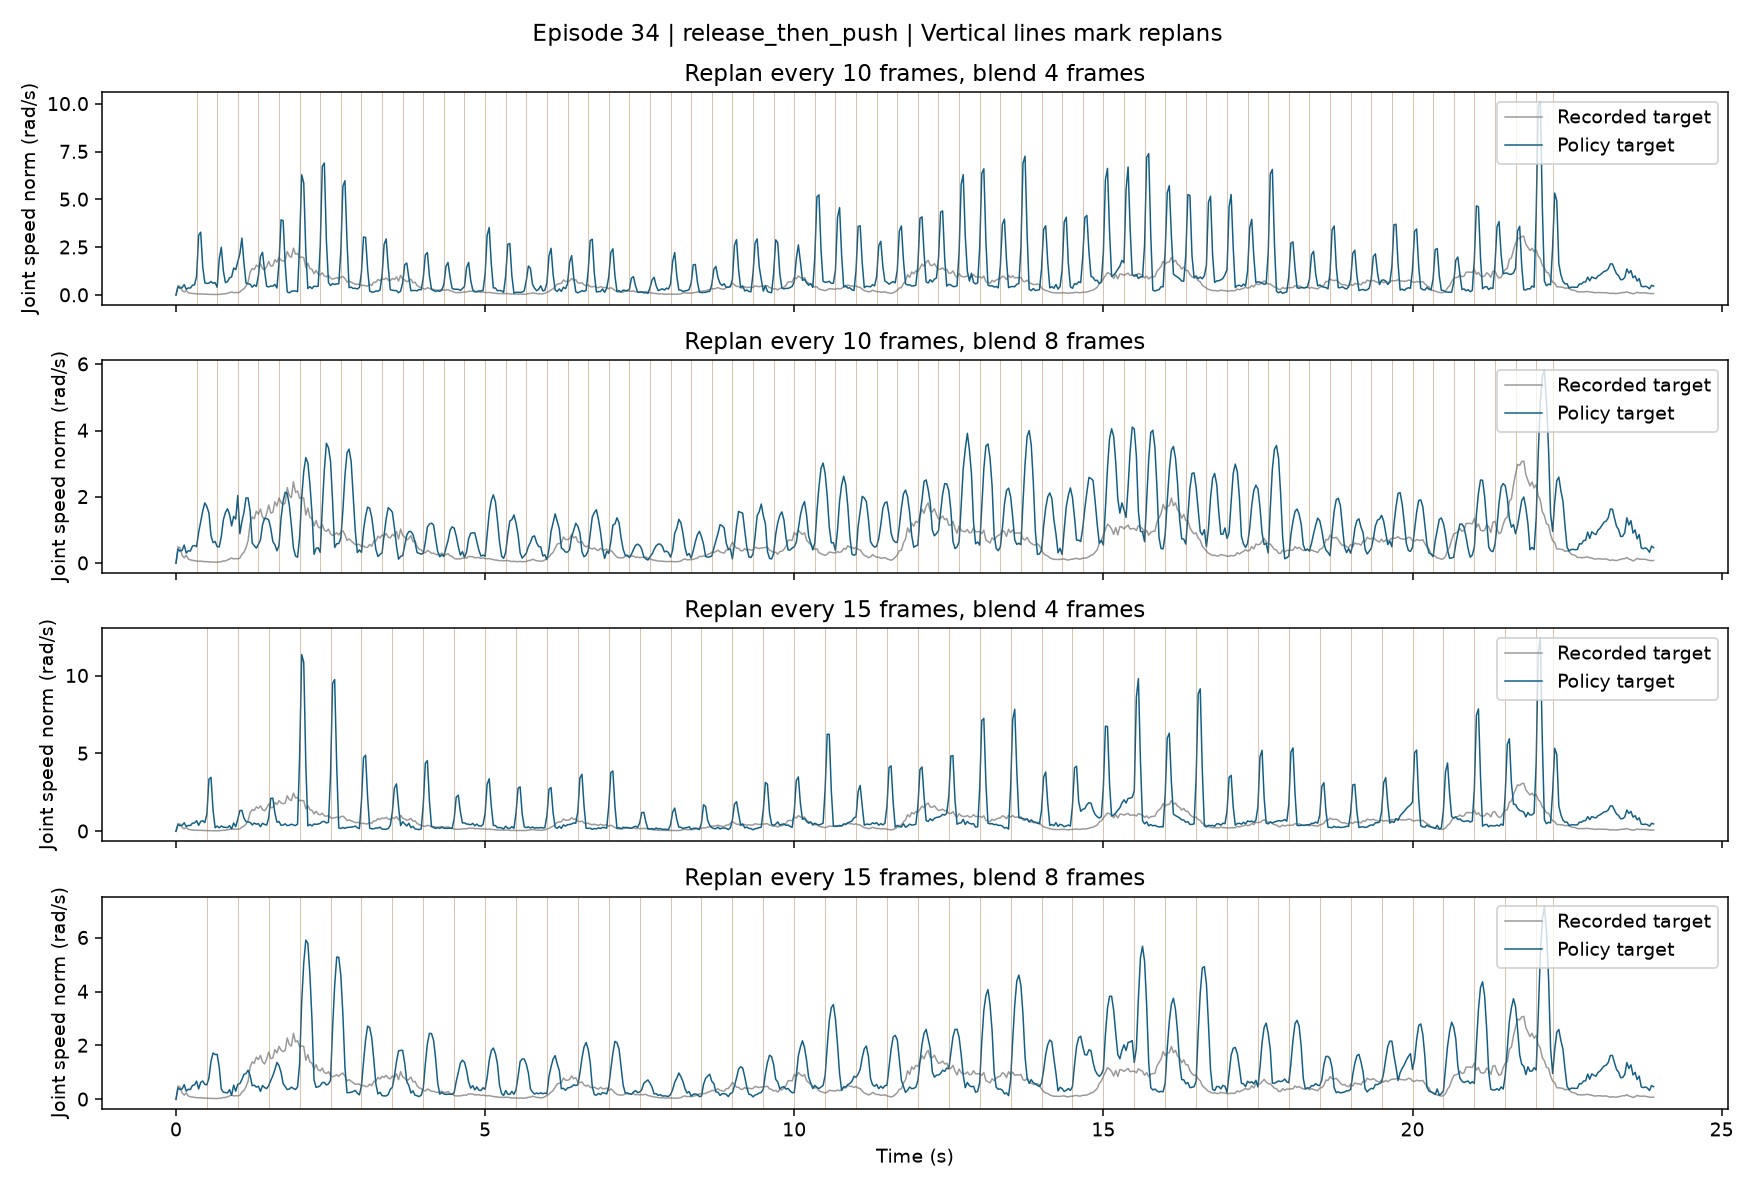 Episode 34 | release_then_push | Vertical lines mark replans
Replan every 10 frames, blend 4 frames
Joint speed norm (rad/s)
10.0
7.5
5.0
2.5
0.0
Recorded target
Policy target
Replan every 10 frames, blend 8 frames
Joint speed norm (rad/s)
6
4
2
0
Recorded target
Policy target
Replan every 15 frames, blend 4 frames
Joint speed norm (rad/s)
10
5
0
Recorded target
Policy target
Replan every 15 frames, blend 8 frames
Joint speed norm (rad/s)
6
4
2
0
Recorded target
Policy target
0 5 10 15 20 25
Time (s)